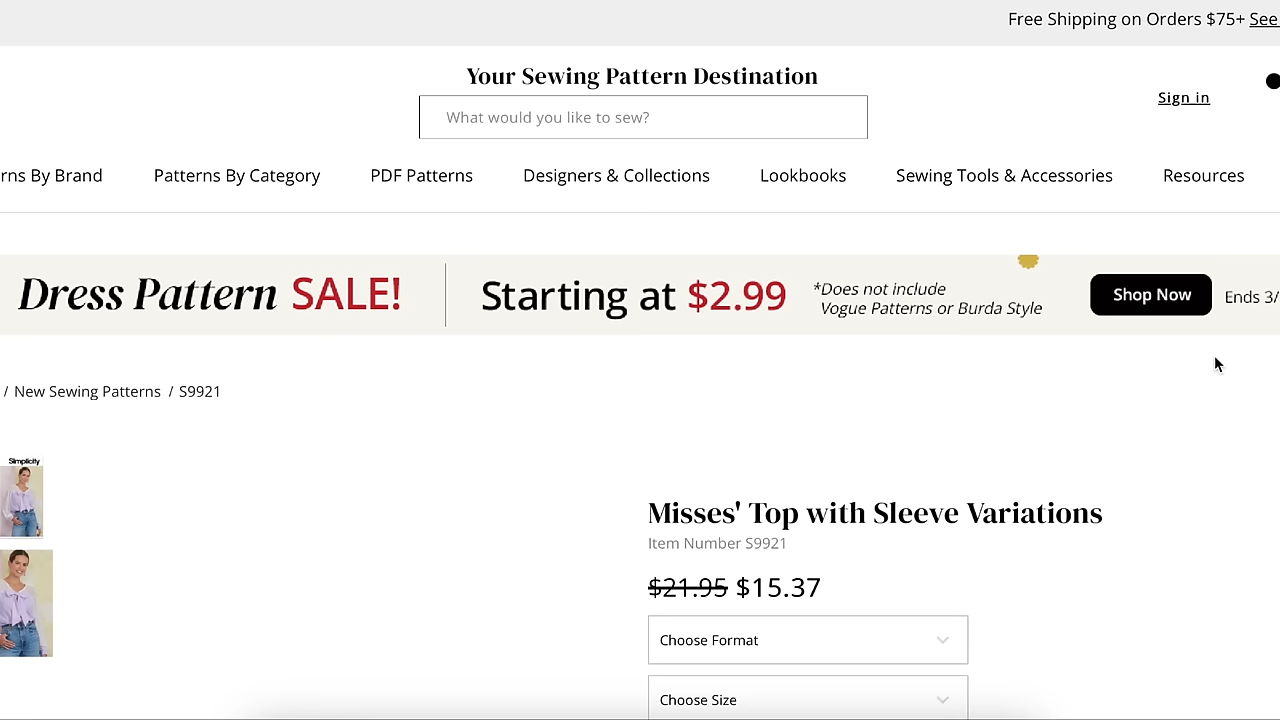 Free Shipping on Orders $75+ See
Your Sewing Pattern Destination
What would you like to sew?
Sign in
rns By Brand Patterns By Category PDF Patterns Designers & Collections Lookbooks Sewing Tools & Accessories Resources
Dress Pattern SALE! Starting at $2.99 *Does not include
Vogue Patterns or Burda Style
Shop Now Ends 3/
/ New Sewing Patterns / S9921
Simplicity
Misses' Top with Sleeve Variations
Item Number S9921
$21.95 $15.37
Choose Format
Choose Size